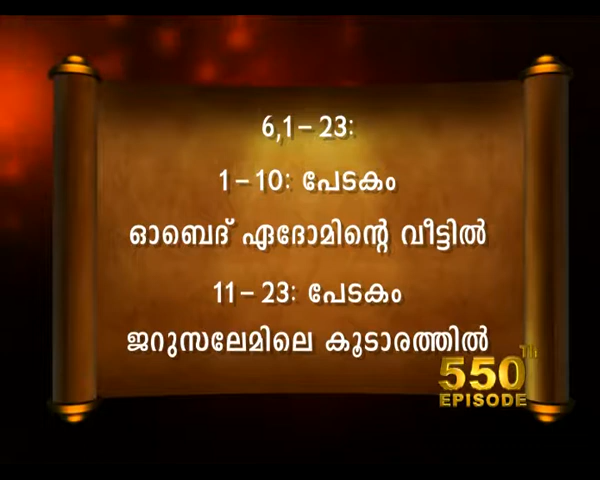 6,1-23:
1-10: പേടകം
ഓബെദ് ഏദോമിന്റെ വീട്ടിൽ
11-23: പേടകം
ജറുസലേമിലെ കൂടാരത്തിൽ
550Th
EPISODE